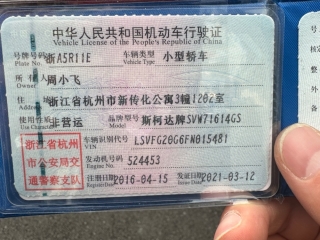 中华人民共和国机动车行驶证
Vehicle License of the People's Republic of China
号牌号码 浙A5R11E 车辆类型 小型轿车
Plate No. Vehicle Type
所有人 周小飞
Owner
住址 浙江省杭州市新传化公寓3幢1202室
Address
使用性质 非营运 品牌型号 斯柯达牌SVW71614GS
Use Character Model
浙江省杭州
市公安局交
通警察支队
车辆识别代号 LSVFG20G6FN015481
VIN
发动机号码 524453
Engine No.
注册日期 2016-04-15 发证日期 2021-03-12
Register Date Issue Date